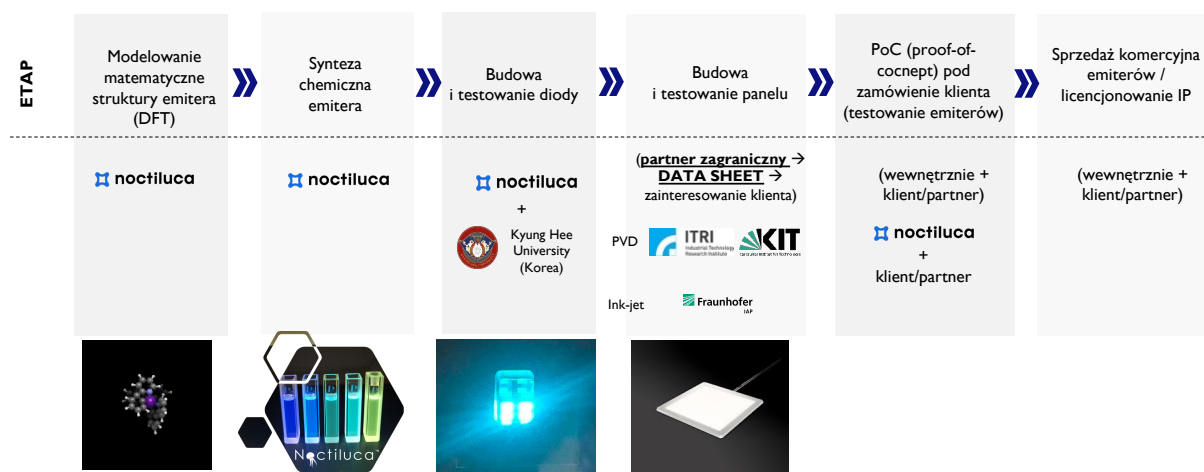 ETAP
Modelowanie
matematyczne
struktury emitera
(DFT)
Synteza
chemiczna
emitera
Budowa
i testowanie diody
Budowa
i testowanie panelu
PoC (proof-of-
cocnept) pod
zamówienie klienta
(testowanie emiterów)
Sprzedaż komercyjna
emiterów /
licencjonowanie IP
noctiluca
noctiluca
noctiluca
+
Kyung Hee
University
(Korea)
(partner zagraniczny →
DATA SHEET →
zainteresowanie klienta)
PVD
ITRI
Industrial Technology
Research Institute
KIT
Ink-jet
Fraunhofer
IAP
(wewnętrznie +
klient/partner)
noctiluca
+
klient/partner
(wewnętrznie +
klient/partner)
Noctiluca